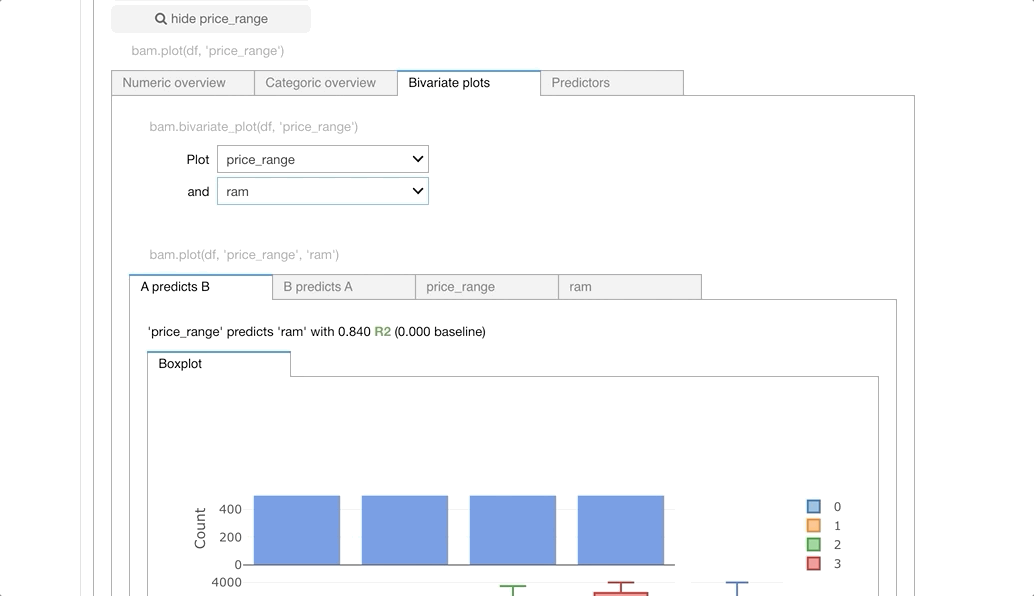 hide price_range
bam.plot(df, 'price_range')
Numeric overview Categoric overview Bivariate plots Predictors
bam.bivariate_plot(df, 'price_range')
Plot price_range
and ram
bam.plot(df, 'price_range', 'ram')
A predicts B B predicts A price_range ram
'price_range' predicts 'ram' with 0.840 R2 (0.000 baseline)
Boxplot
Count
400
200
0
4000
0
1
2
3